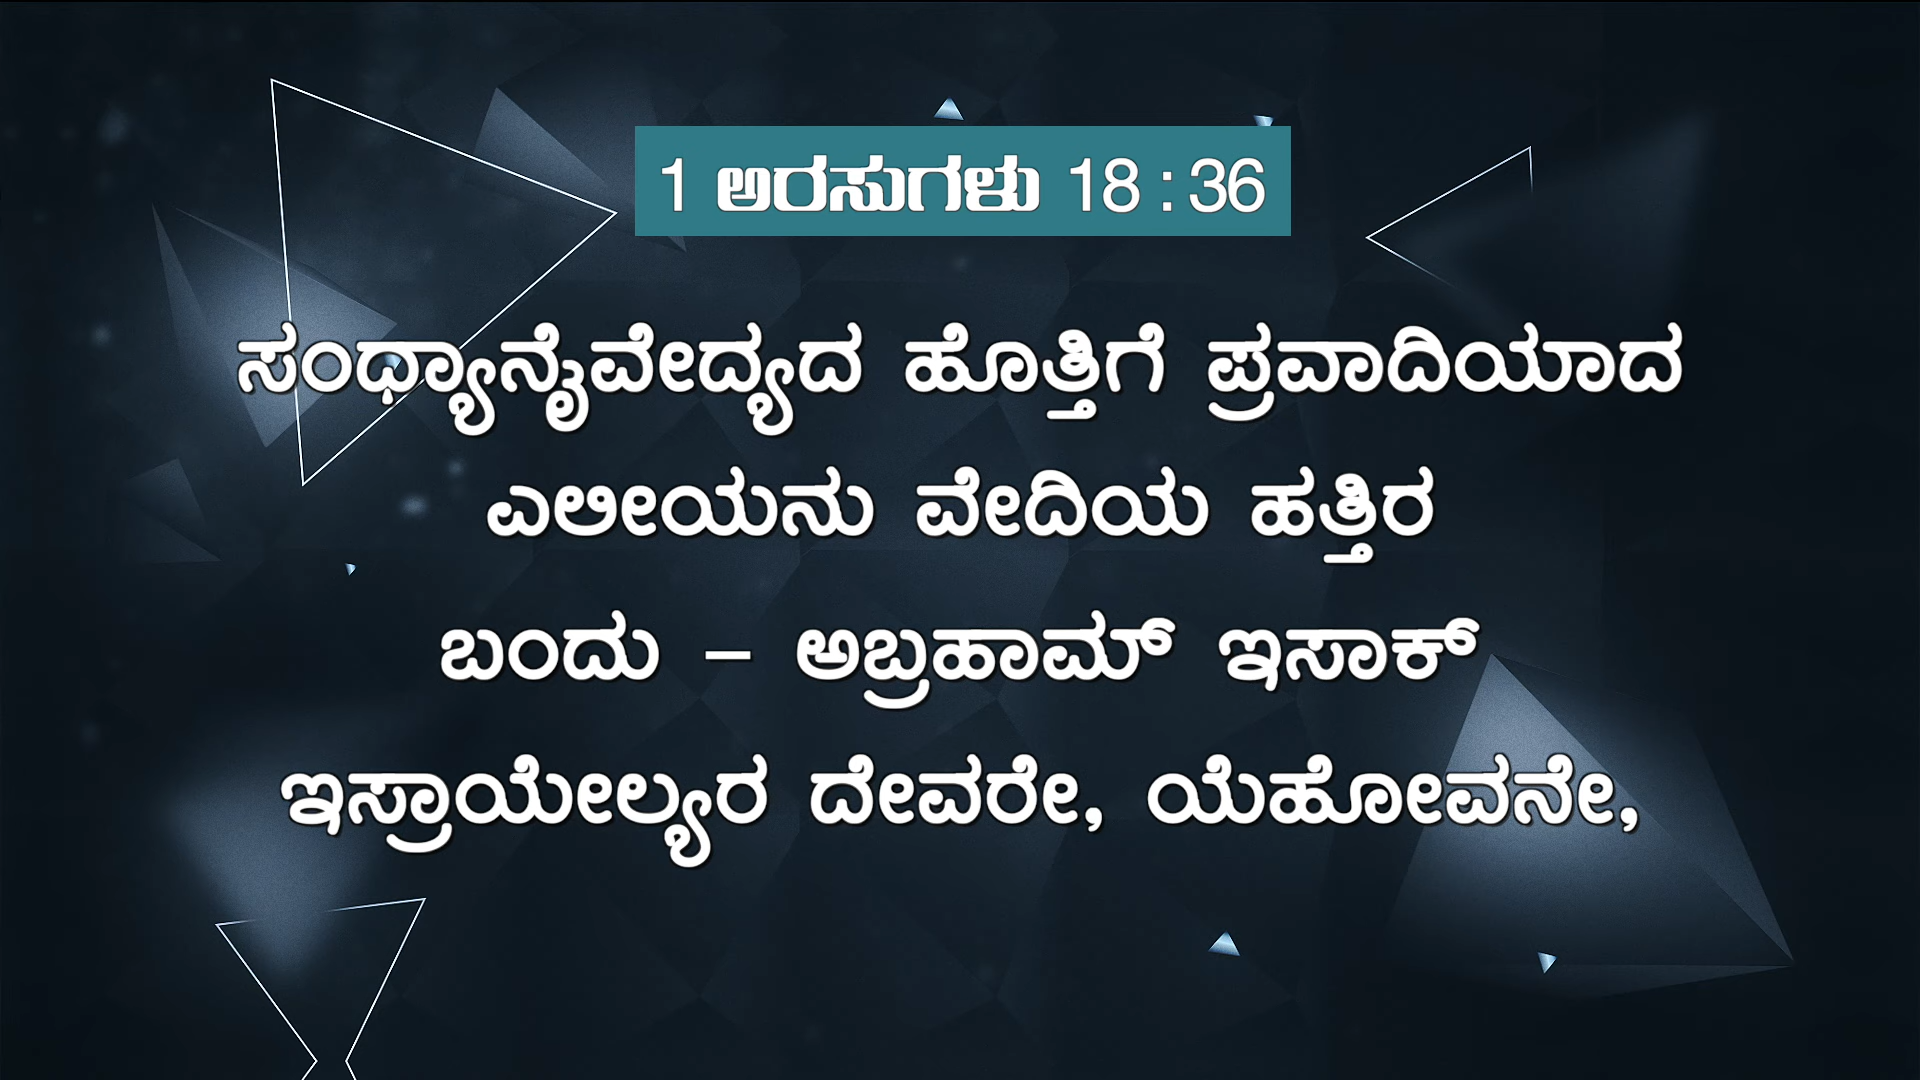 1 ಅರಸುಗಳು 18 : 36
ಸಂಧ್ಯಾನೈವೇದ್ಯದ ಹೊತ್ತಿಗೆ ಪ್ರವಾದಿಯಾದ
ಎಲೀಯನು ವೇದಿಯ ಹತ್ತಿರ
ಬಂದು – ಅಬ್ರಹಾಮ್ ಇಸಾಕ್
ಇಸ್ರಾಯೇಲ್ಯರ ದೇವರೇ, ಯೆಹೋವನೇ,